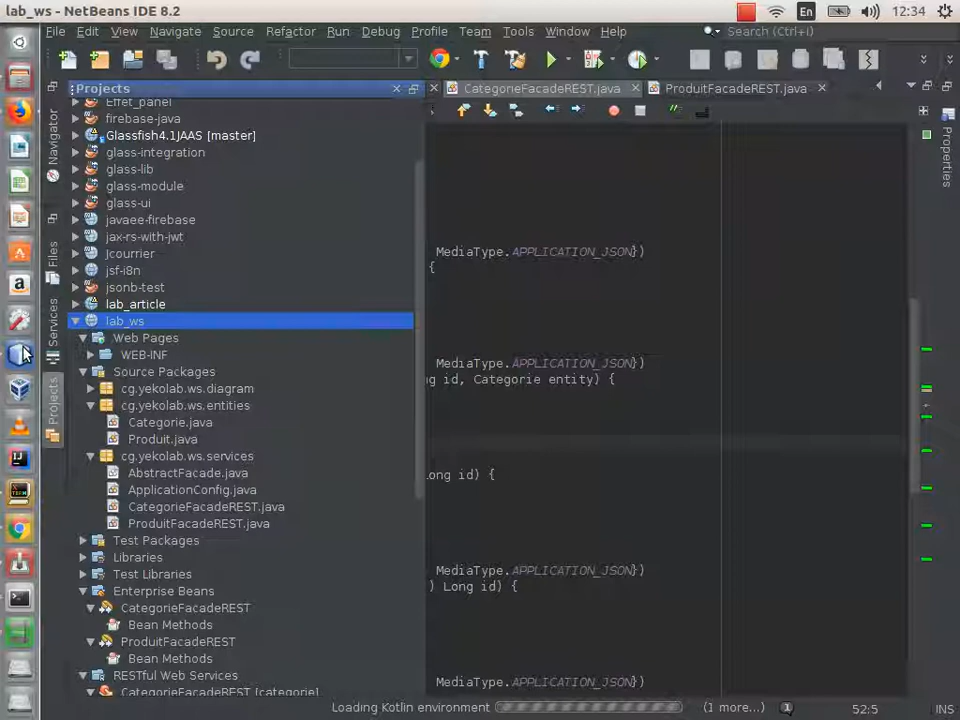 lab_ws - NetBeans IDE 8.2
En
12:34
File Edit View Navigate Source Refactor Run Debug Profile Team Tools Window Help
Search (Ctrl+I)
Projects
CategorieFacadeREST.java
ProduitFacadeREST.java
Navigator
Files
Services
Projects
Properties
Effet_panel
firebase-java
Glassfish4.1JAAS [master]
glass-integration
glass-lib
glass-module
glass-ui
javaee-firebase
jax-rs-with-jwt
Jcourrier
jsf-i8n
jsonb-test
lab_article
lab_ws
Web Pages
WEB-INF
Source Packages
cg.yekolab.ws.diagram
cg.yekolab.ws.entities
Categorie.java
Produit.java
cg.yekolab.ws.services
AbstractFacade.java
ApplicationConfig.java
CategorieFacadeREST.java
ProduitFacadeREST.java
Test Packages
Libraries
Test Libraries
Enterprise Beans
CategorieFacadeREST
Bean Methods
ProduitFacadeREST
Bean Methods
RESTful Web Services
CategorieFacadeREST [categorie]
MediaType.APPLICATION_JSON})
{
MediaType.APPLICATION_JSON})
g id, Categorie entity) {
Long id) {
MediaType.APPLICATION_JSON})
) Long id) {
MediaType.APPLICATION_JSON})
Loading Kotlin environment
(1 more...)
1
52:5
INS